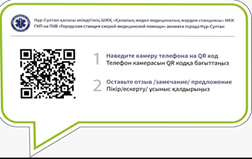 Нұр-Сұлтан қаласы әкімдігінің ШЖҚ «Қалалық жедел медициналық жәрдем станциясы» МКК
ГКП на ПХВ «Городская станция скорой медицинской помощи» акимата города Нур-Султан
1 Наведите камеру телефона на QR код
Телефон камерасын QR кодқа бағыттаңыз
2 Оставьте отзыв /замечание/ предложение
Пікір/ескерту/ ұсыныс қалдырыңыз